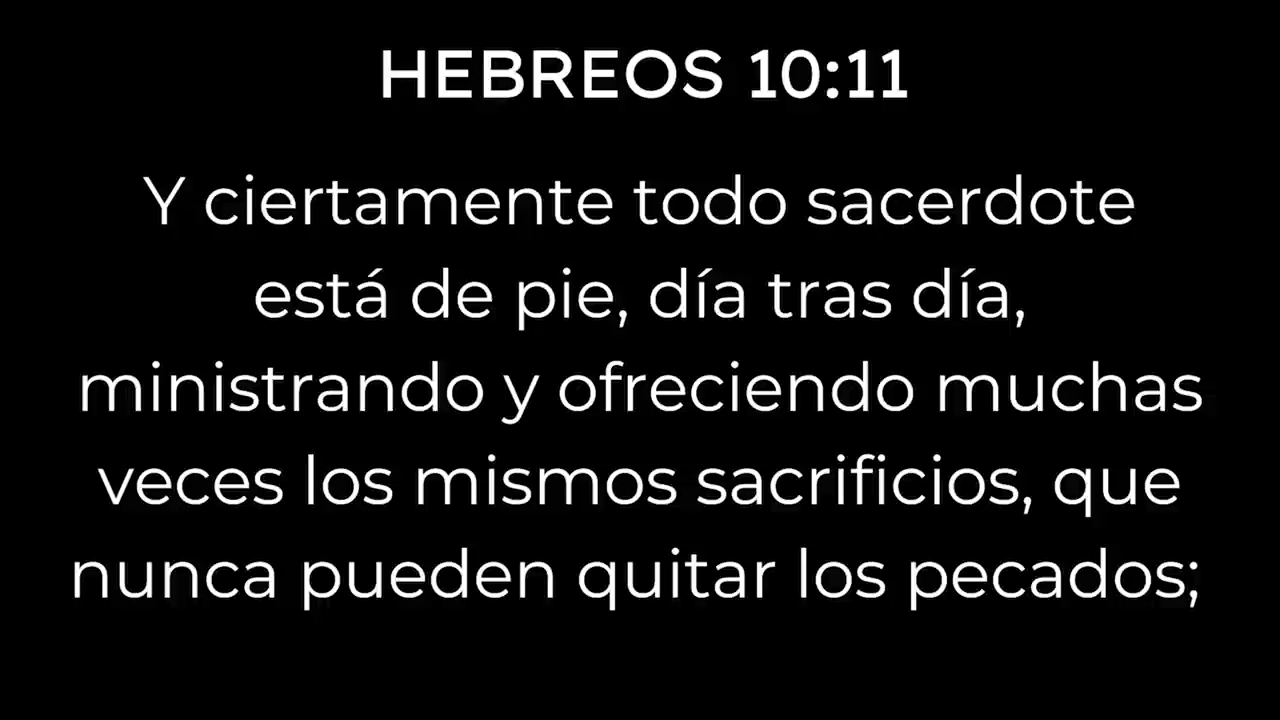 HEBREOS 10:11
Y ciertamente todo sacerdote
está de pie, día tras día,
ministrando y ofreciendo muchas
veces los mismos sacrificios, que
nunca pueden quitar los pecados;